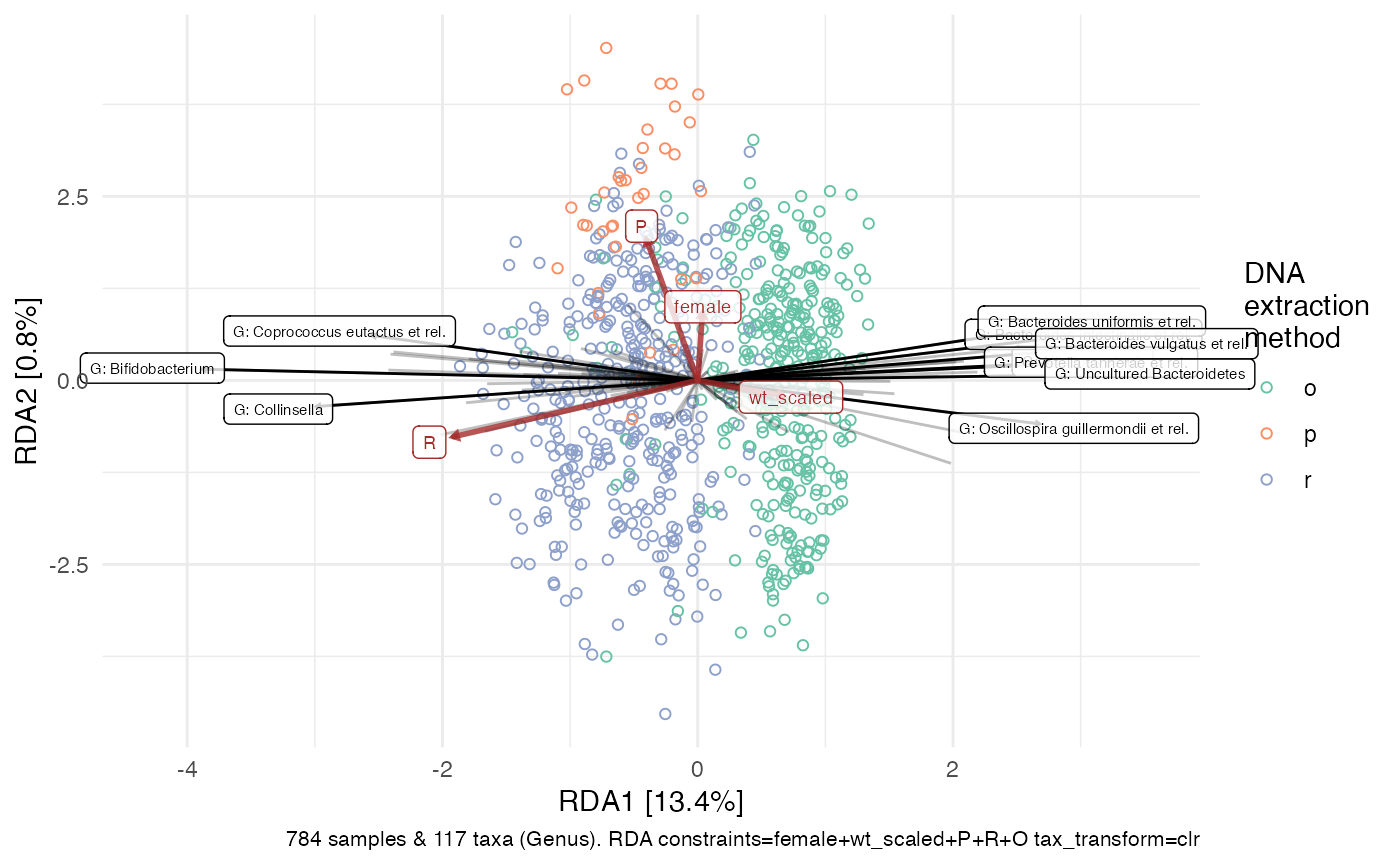 RDA2 [0.8%]
2.5
0.0
-2.5
P
female
G: Coprococcus eutactus et rel.
G: Bacteroides uniformis et rel.
G: Bacteroides vulgatus et rel.
G: Bifidobacterium
G: Uncultured Bacteroidetes
wt_scaled
G: Collinsella
G: Oscillospira guillermondii et rel.
R
DNA
extraction
method
o
p
r
-4
-2
0
2
RDA1 [13.4%]
784 samples & 117 taxa (Genus). RDA constraints=female+wt_scaled+P+R+O tax_transform=clr